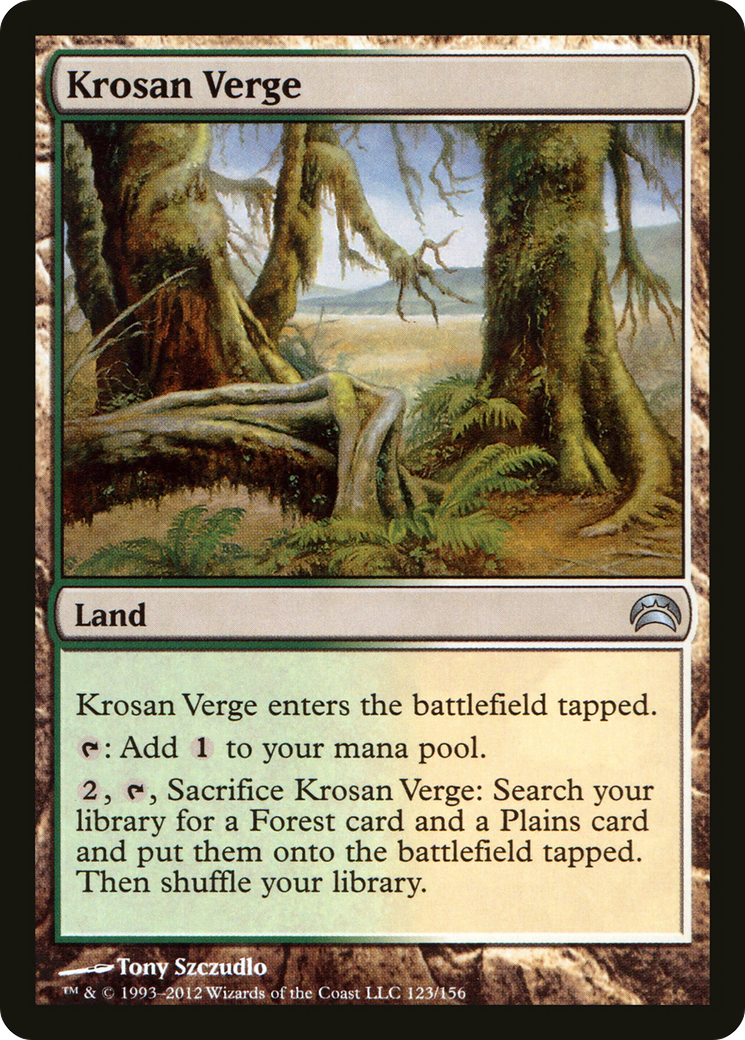 Krosan Verge
Land
Krosan Verge enters the battlefield tapped.
: Add 1 to your mana pool.
2, , Sacrifice Krosan Verge: Search your
library for a Forest card and a Plains card
and put them onto the battlefield tapped.
Then shuffle your library.
Tony Szczudlo
™ & © 1993–2012 Wizards of the Coast LLC 123/156